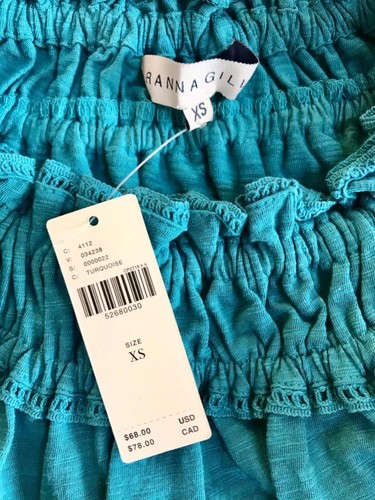 RANNA GILL
XS
C: 4112
V: 034238
S: 0000022
C: TURQUOISE
52680030
SIZE
XS
$68.00 USD
$78.00 CAD